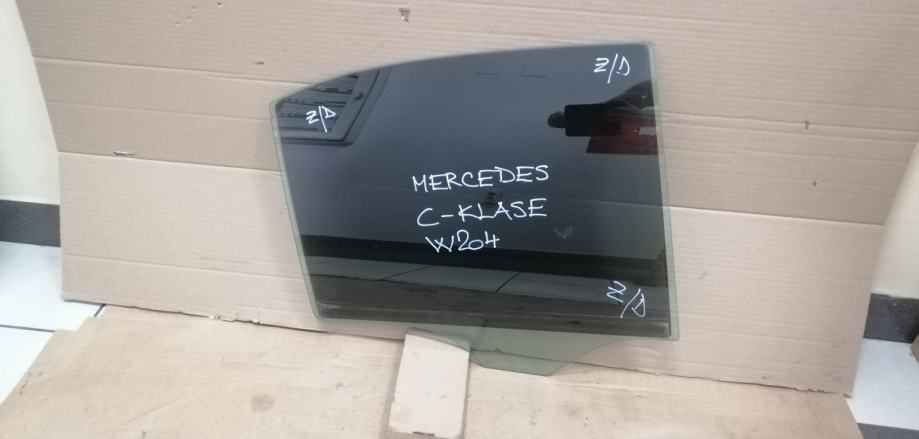 Z/D
Z/D
MERCEDES
C-KLASE
W204
Z/D